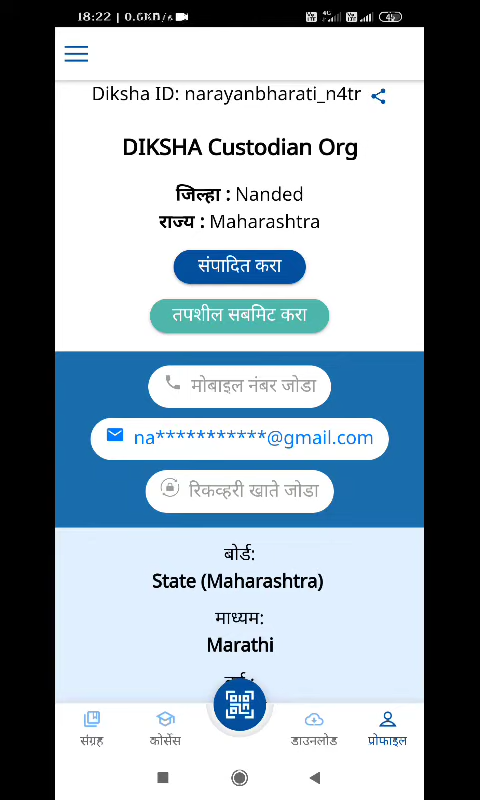 18:22 | 0.6KB/s
Diksha ID: narayanbharati_n4tr
DIKSHA Custodian Org
जिल्हा : Nanded
राज्य : Maharashtra
संपादित करा
तपशील सबमिट करा
मोबाइल नंबर जोडा
na***********@gmail.com
रिकव्हरी खाते जोडा
बोर्ड:
State (Maharashtra)
माध्यम:
Marathi
संग्रह
कोर्सेस
डाउनलोड
प्रोफाइल